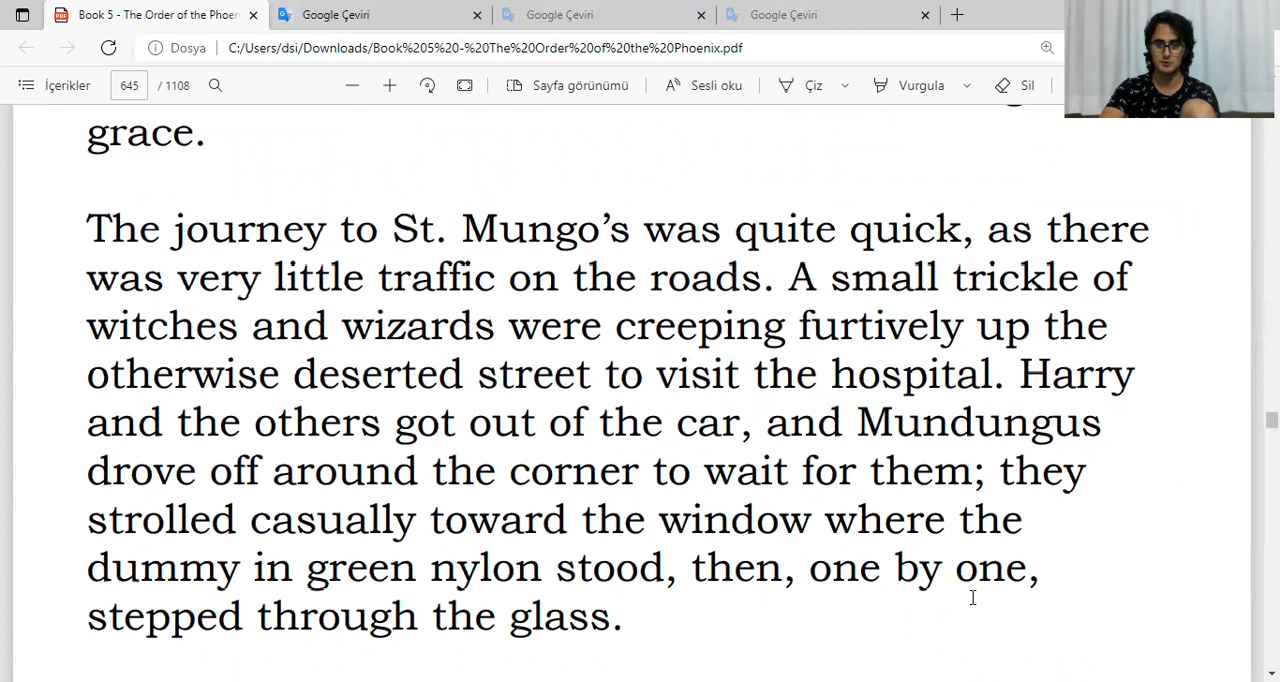 Book 5 - The Order of the Phoen
Google Çeviri
Google Çeviri
Google Çeviri
Dosya
C:/Users/dsi/Downloads/Book%205%20-%20The%20Order%20of%20the%20Phoenix.pdf
İçerikler
645
/ 1108
Sayfa görünümü
Sesli oku
Çiz
Vurgula
Sil
grace.
The journey to St. Mungo’s was quite quick, as there
was very little traffic on the roads. A small trickle of
witches and wizards were creeping furtively up the
otherwise deserted street to visit the hospital. Harry
and the others got out of the car, and Mundungus
drove off around the corner to wait for them; they
strolled casually toward the window where the
dummy in green nylon stood, then, one by one,
stepped through the glass.